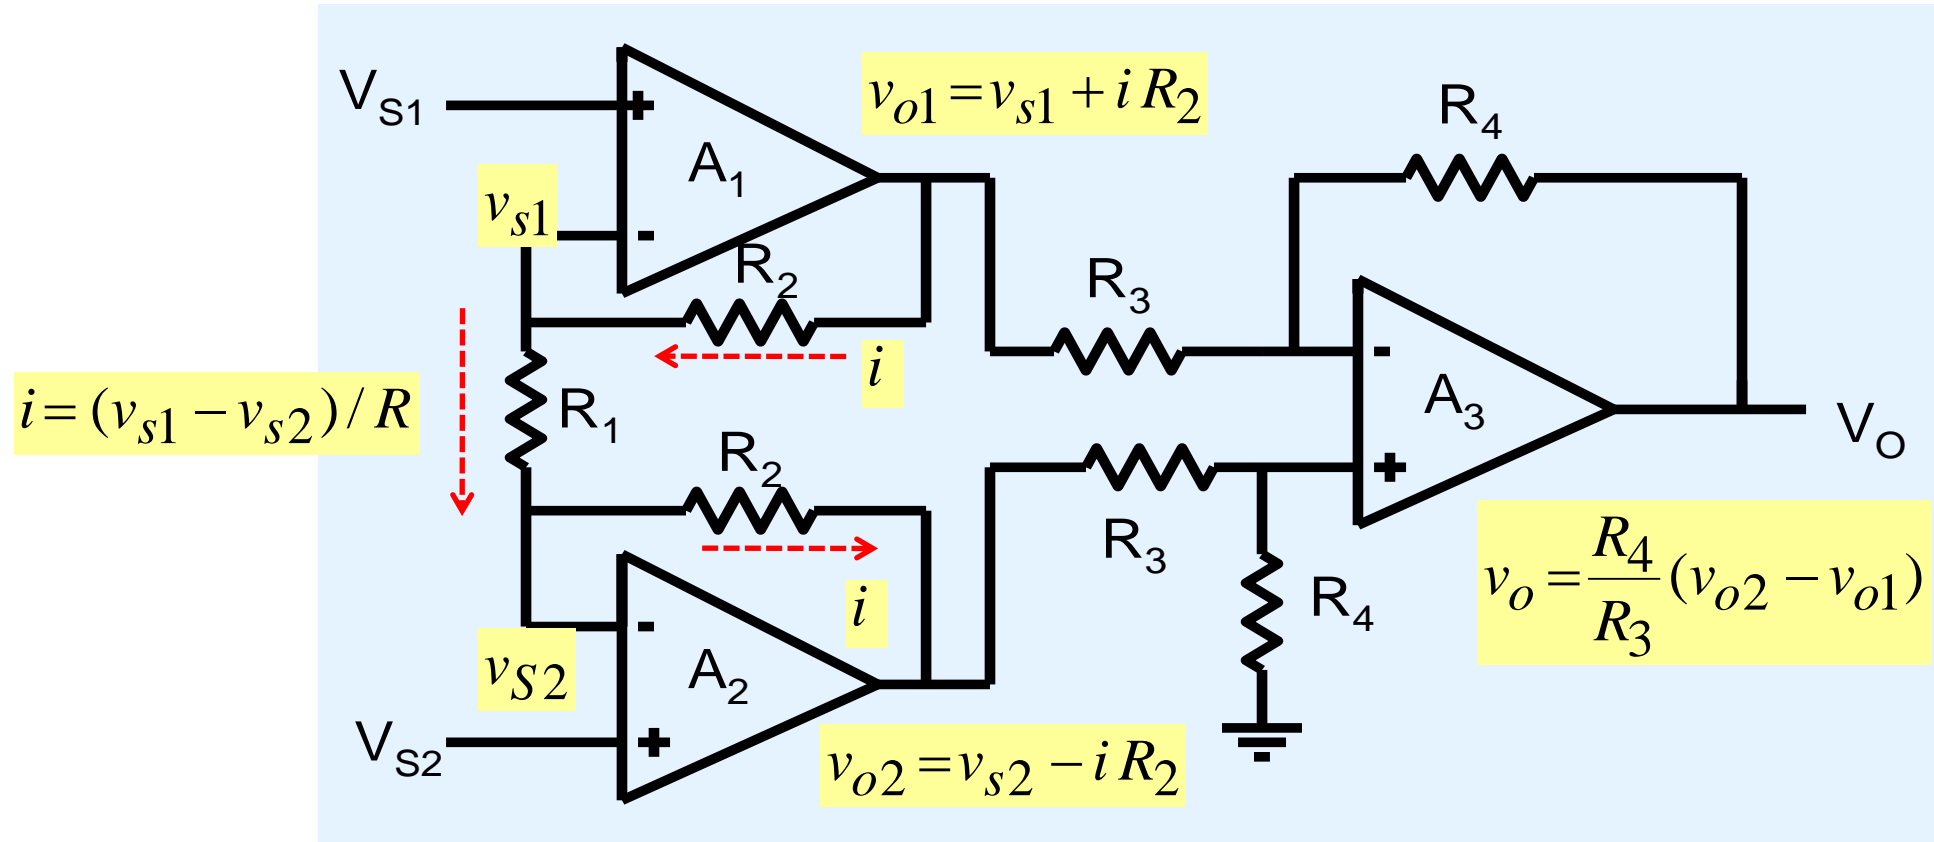 V_S1
+
A_1
-
v_s1
v_o1 = v_s1 + i R_2
R_4
R_2
i
R_3
i = (v_s1 − v_s2) / R
R_1
-
A_3
+
V_O
R_2
i
R_3
R_4
v_o = R_4/R_3 (v_o2 − v_o1)
-
v_S2
A_2
+
V_S2
v_o2 = v_s2 − i R_2